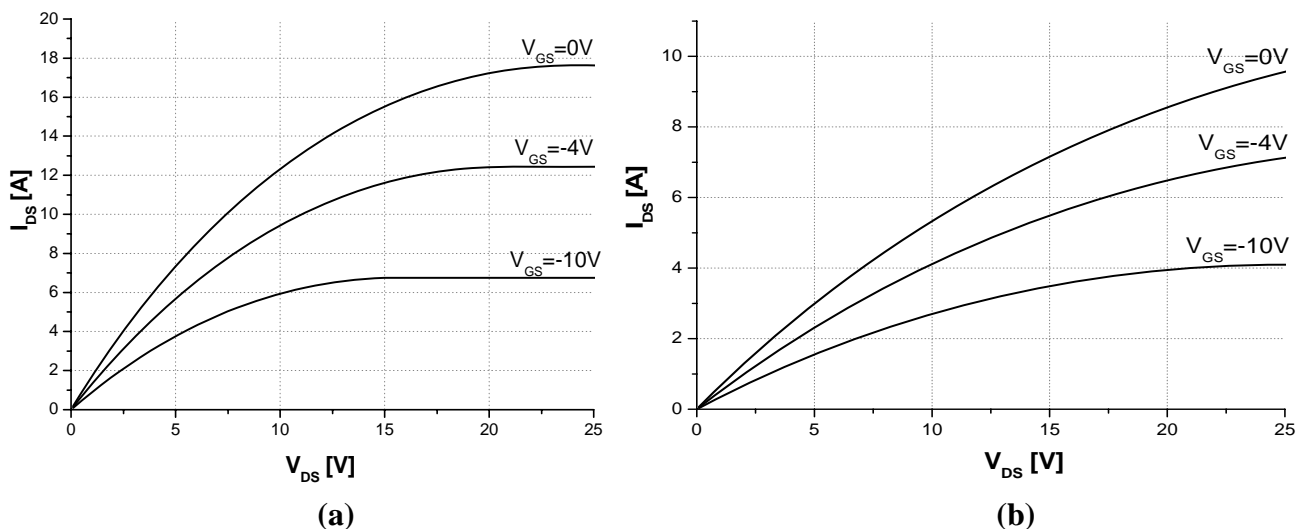 20
18
16
14
12
10
8
6
4
2
0
I_DS [A]
V_GS=0V
V_GS=-4V
V_GS=-10V
0 5 10 15 20 25
V_DS [V]
(a)
10
8
6
4
2
0
I_DS [A]
V_GS=0V
V_GS=-4V
V_GS=-10V
0 5 10 15 20 25
V_DS [V]
(b)